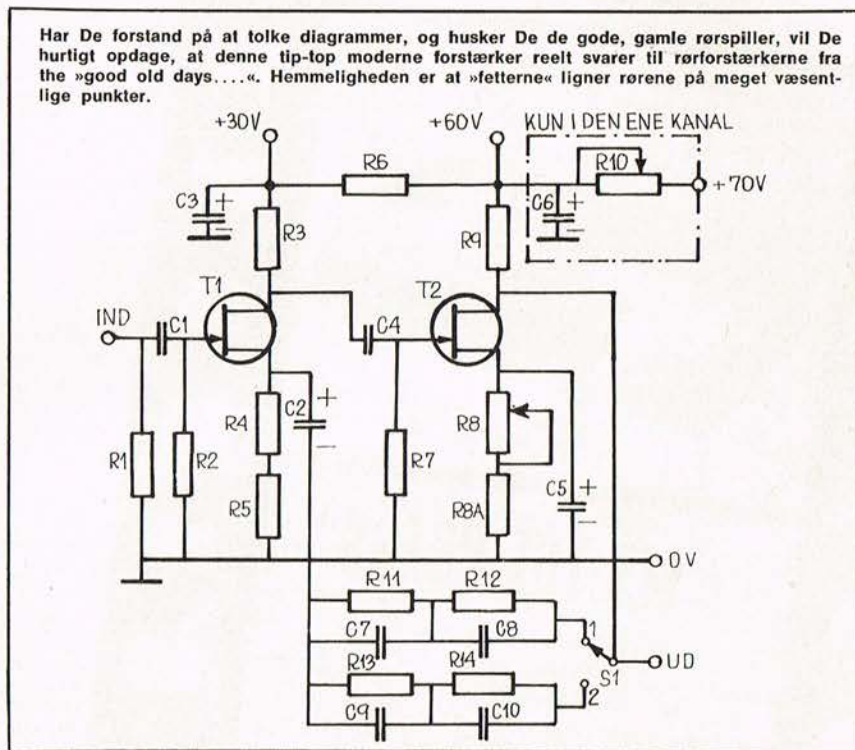 Har De forstand på at tolke diagrammer, og husker De de gode, gamle rørspiller, vil De
hurtigt opdage, at denne tip-top moderne forstærker reelt svarer til rørforstærkerne fra
the »good old days....«. Hemmeligheden er at »fetterne« ligner rørene på meget væsent-
lige punkter.
+30V
+60V
KUN I DEN ENE KANAL
R6
R10
+70V
C3 +
-
R3
R9
C6 +
-
T1
T2
IND
C1
C4
C2 +
-
R4
R8
R1
R2
R7
R5
R8A
C5 +
-
0V
R11
R12
C7
C8
1
R13
R14
S1
UD
2
C9
C10